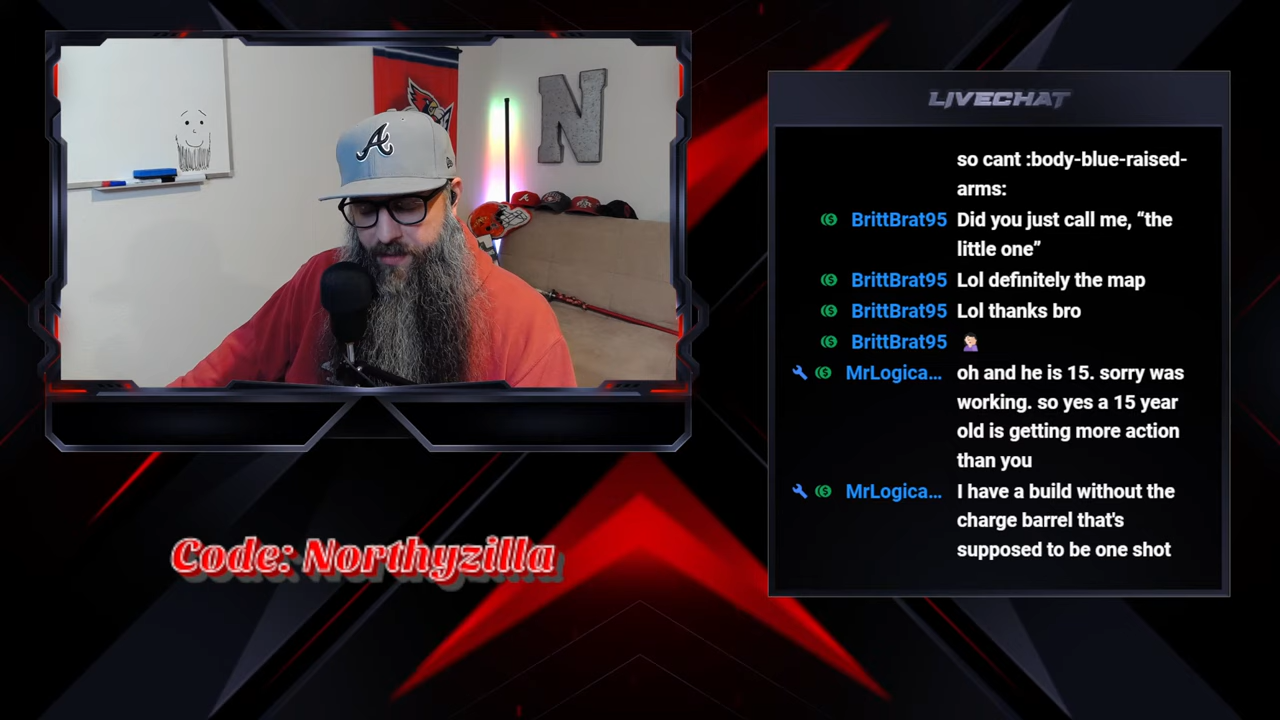 A
N
LIVECHAT
so cant :body-blue-raised-
arms:
BrittBrat95 Did you just call me, “the
little one”
BrittBrat95 Lol definitely the map
BrittBrat95 Lol thanks bro
BrittBrat95
MrLogica... oh and he is 15. sorry was
working. so yes a 15 year
old is getting more action
than you
MrLogica... I have a build without the
charge barrel that's
supposed to be one shot
Code: Northyzilla